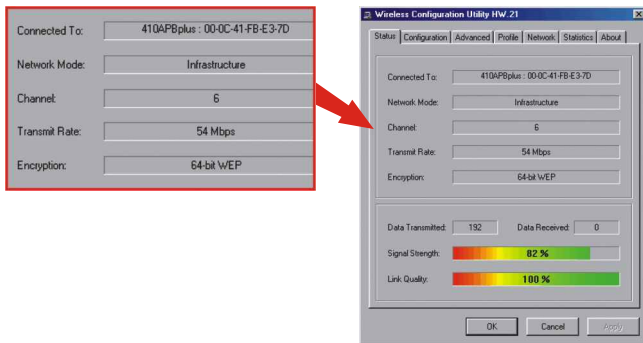 Connected To: 410APBplus : 00-0C-41-FB-E3-7D
Network Mode: Infrastructure
Channel: 6
Transmit Rate: 54 Mbps
Encryption: 64-bit WEP
Wireless Configuration Utility HW.21
Status Configuration Advanced Profile Network Statistics About
Connected To: 410APBplus : 00-0C-41-FB-E3-7D
Network Mode: Infrastructure
Channel: 6
Transmit Rate: 54 Mbps
Encryption: 64-bit WEP
Data Transmitted: 192 Data Received: 0
Signal Strength: 82 %
Link Quality: 100 %
OK Cancel Apply